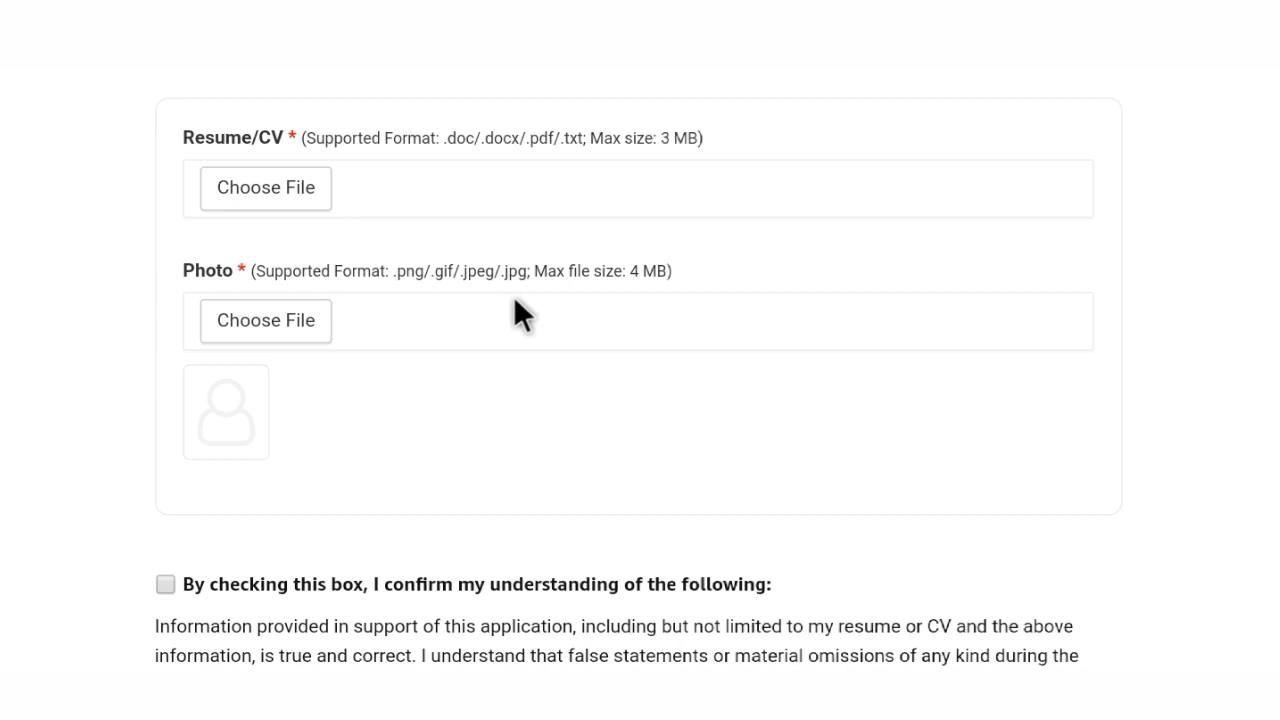 Resume/CV * (Supported Format: .doc/.docx/.pdf/.txt; Max size: 3 MB)
Choose File
Photo * (Supported Format: .png/.gif/.jpeg/.jpg; Max file size: 4 MB)
Choose File
By checking this box, I confirm my understanding of the following:
Information provided in support of this application, including but not limited to my resume or CV and the above
information, is true and correct. I understand that false statements or material omissions of any kind during the